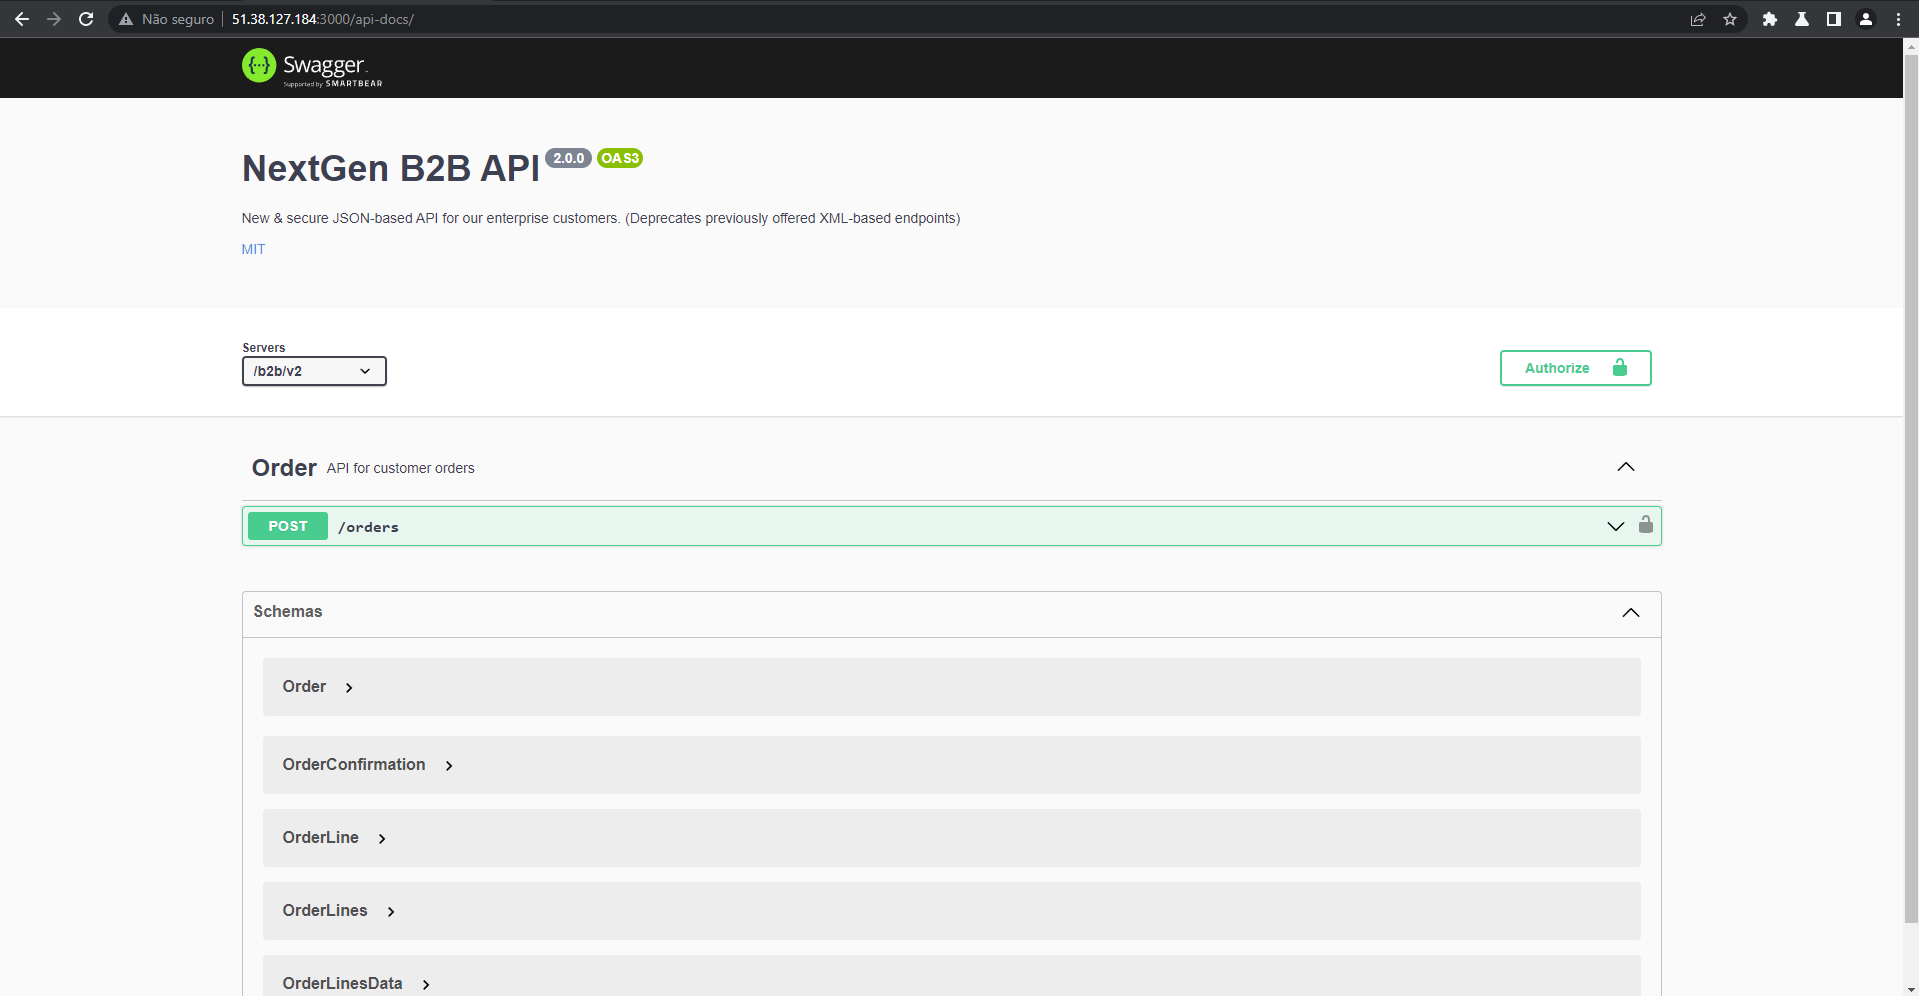 Não seguro 51.38.127.184:3000/api-docs/
{···} Swagger.
Supported by SMARTBEAR
NextGen B2B API 2.0.0 OAS3
New & secure JSON-based API for our enterprise customers. (Deprecates previously offered XML-based endpoints)
MIT
Servers
/b2b/v2
Authorize
Order API for customer orders
POST /orders
Schemas
Order
OrderConfirmation
OrderLine
OrderLines
OrderLinesData